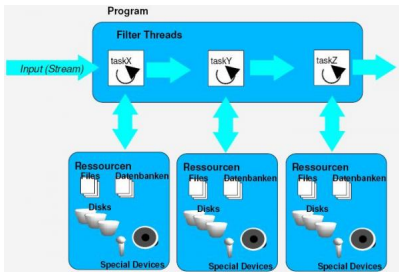 Program
Filter Threads
Input (Stream)
taskX
taskY
taskZ
Ressourcen
Files
Datenbanken
Disks
Special Devices
Ressourcen
Files
Datenbanken
Disks
Special Devices
Ressourcen
Files
Datenbanken
Disks
Special Devices